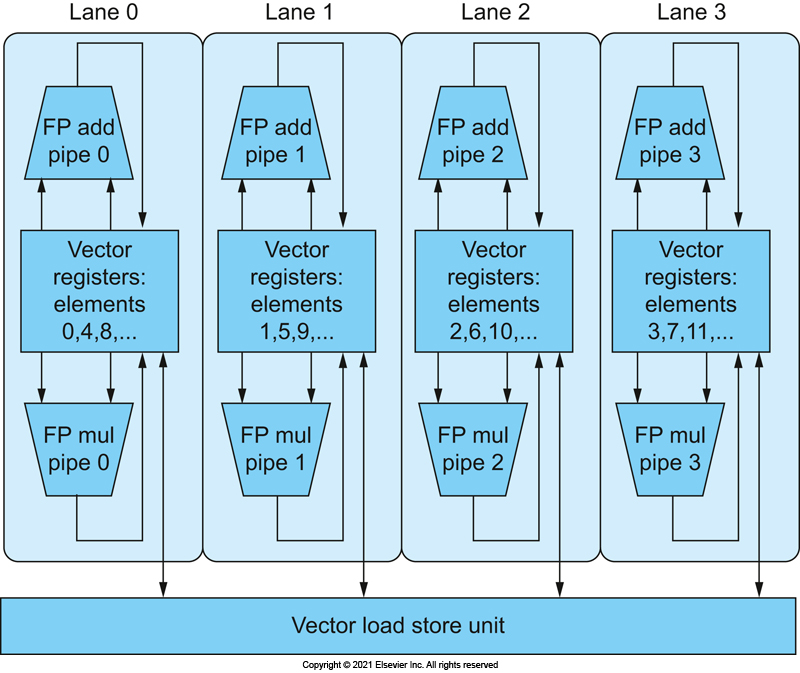 Lane 0
Lane 1
Lane 2
Lane 3
FP add
pipe 0
FP add
pipe 1
FP add
pipe 2
FP add
pipe 3
Vector
registers:
elements
0,4,8,...
Vector
registers:
elements
1,5,9,...
Vector
registers:
elements
2,6,10,...
Vector
registers:
elements
3,7,11,...
FP mul
pipe 0
FP mul
pipe 1
FP mul
pipe 2
FP mul
pipe 3
Vector load store unit
Copyright © 2021 Elsevier Inc. All rights reserved